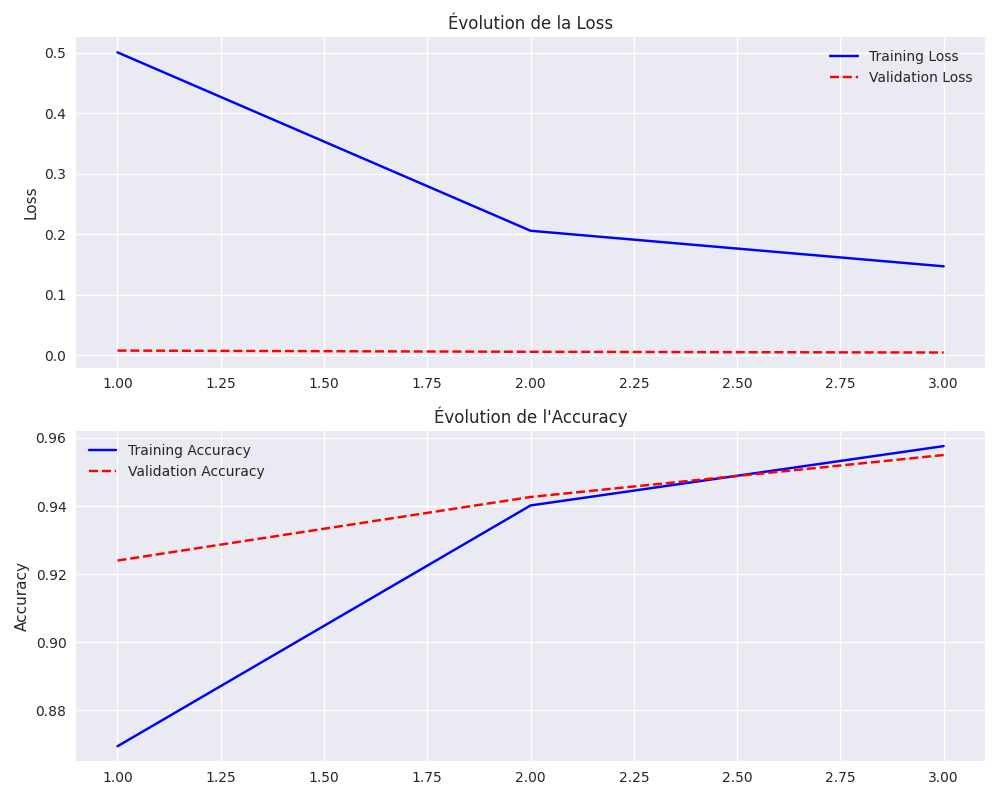 Évolution de la Loss
Training Loss
Validation Loss
Loss
0.5
0.4
0.3
0.2
0.1
0.0
1.00 1.25 1.50 1.75 2.00 2.25 2.50 2.75 3.00
Évolution de l'Accuracy
Training Accuracy
Validation Accuracy
Accuracy
0.96
0.94
0.92
0.90
0.88
1.00 1.25 1.50 1.75 2.00 2.25 2.50 2.75 3.00